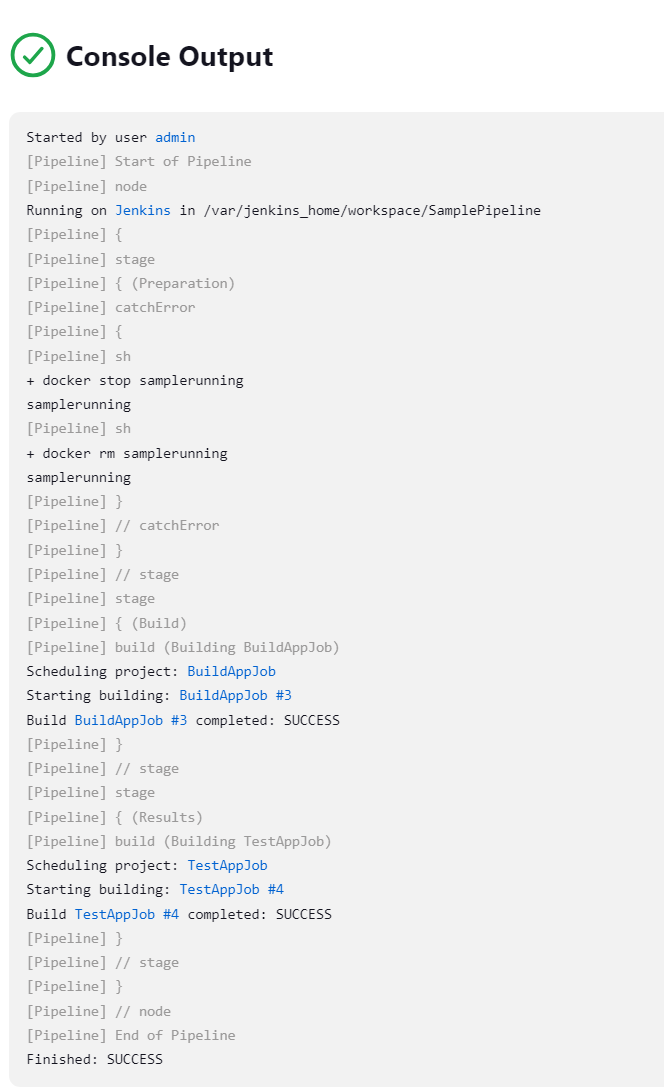 Console Output
Started by user admin
[Pipeline] Start of Pipeline
[Pipeline] node
Running on Jenkins in /var/jenkins_home/workspace/SamplePipeline
[Pipeline] {
[Pipeline] stage
[Pipeline] { (Preparation)
[Pipeline] catchError
[Pipeline] {
[Pipeline] sh
+ docker stop samplerunning
samplerunning
[Pipeline] sh
+ docker rm samplerunning
samplerunning
[Pipeline] }
[Pipeline] // catchError
[Pipeline] }
[Pipeline] // stage
[Pipeline] stage
[Pipeline] { (Build)
[Pipeline] build (Building BuildAppJob)
Scheduling project: BuildAppJob
Starting building: BuildAppJob #3
Build BuildAppJob #3 completed: SUCCESS
[Pipeline] }
[Pipeline] // stage
[Pipeline] stage
[Pipeline] { (Results)
[Pipeline] build (Building TestAppJob)
Scheduling project: TestAppJob
Starting building: TestAppJob #4
Build TestAppJob #4 completed: SUCCESS
[Pipeline] }
[Pipeline] // stage
[Pipeline] }
[Pipeline] // node
[Pipeline] End of Pipeline
Finished: SUCCESS